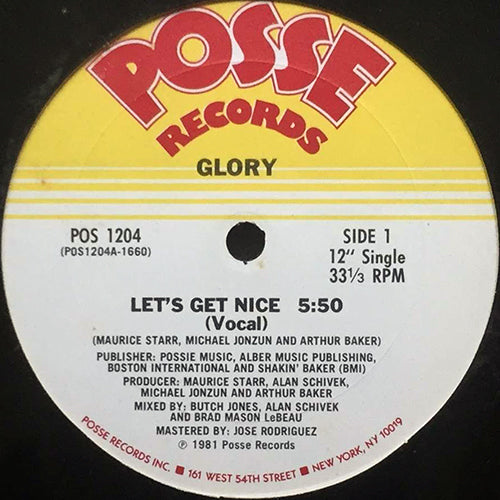 POSSE
RECORDS
GLORY
POS 1204
(POS1204A-1660)
SIDE 1
12" Single
33⅓ RPM
LET'S GET NICE 5:50
(Vocal)
(MAURICE STARR, MICHAEL JONZUN AND ARTHUR BAKER)
PUBLISHER: POSSIE MUSIC, ALBER MUSIC PUBLISHING,
BOSTON INTERNATIONAL AND SHAKIN' BAKER (BMI)
PRODUCER: MAURICE STARR, ALAN SCHIVEK,
MICHAEL JONZUN AND ARTHUR BAKER
MIXED BY: BUTCH JONES, ALAN SCHIVEK
AND BRAD MASON LeBEAU
MASTERED BY: JOSE RODRIGUEZ
℗ 1981 Posse Records
POSSE RECORDS INC. ■ 161 WEST 54TH STREET ■ NEW YORK, NY 10019